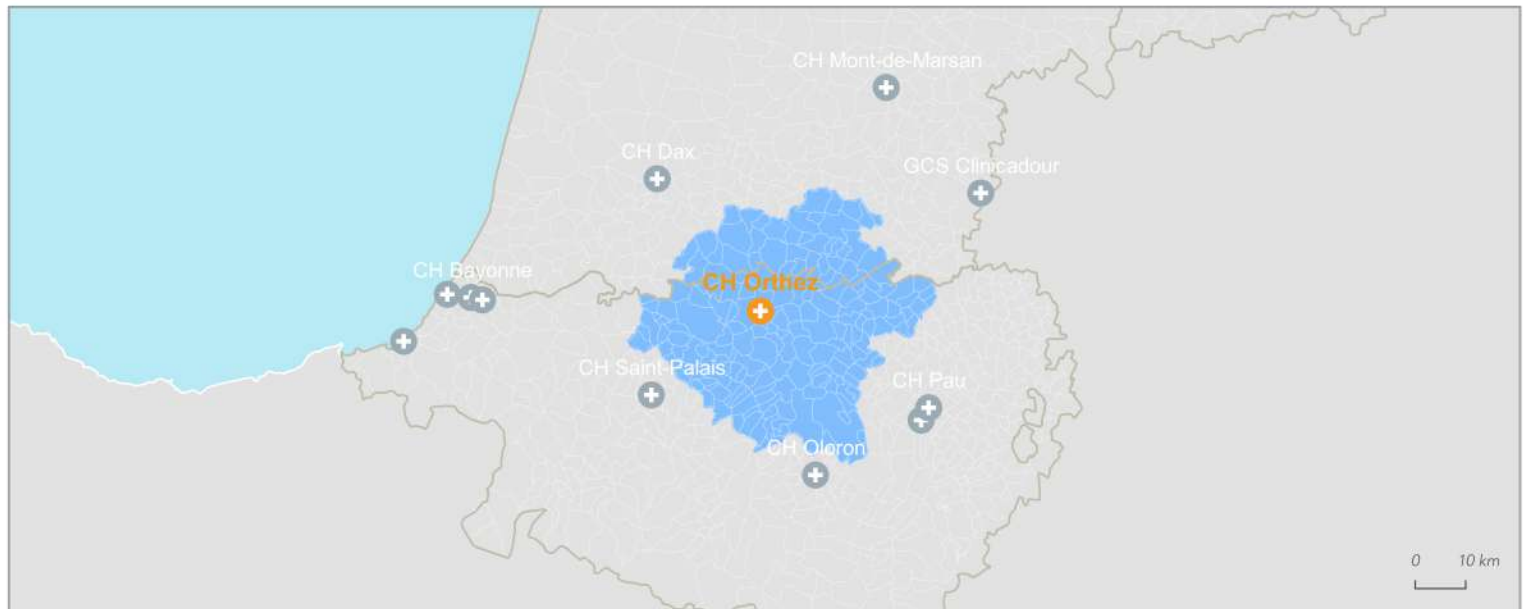 CH Mont-de-Marsan
CH Dax
GCS Clinicadour
CH Bayonne
CH Orthez
CH Saint-Palais
CH Pau
CH Oloron
0 10 km